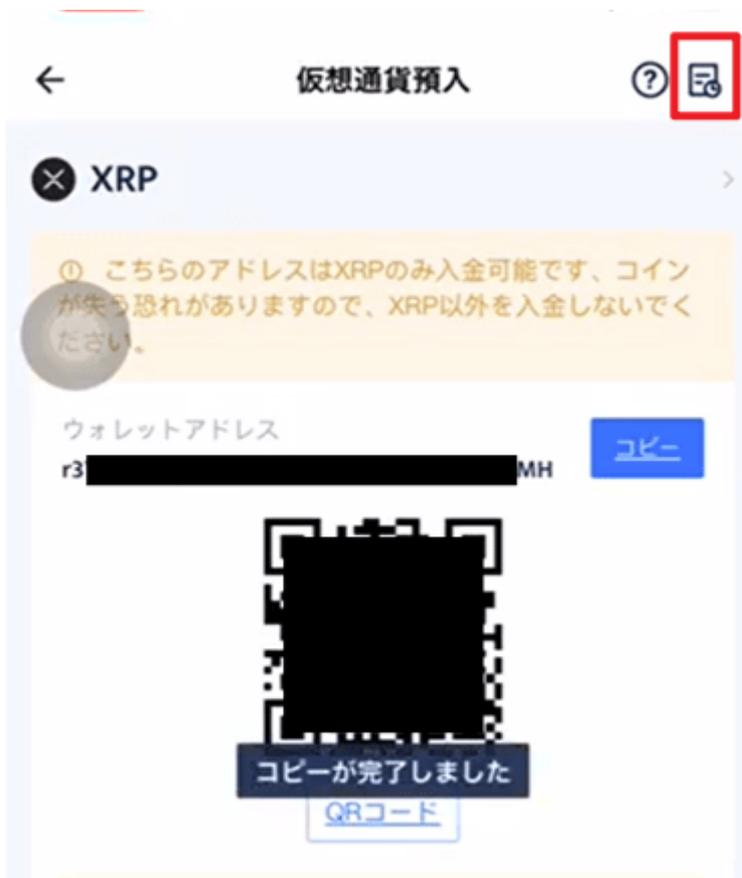 仮想通貨預入
XRP
こちらのアドレスはXRPのみ入金可能です、コイン
が失う恐れがありますので、XRP以外を入金しないでく
ださい。
ウォレットアドレス
r3 MH
コピー
コピーが完了しました
QRコード